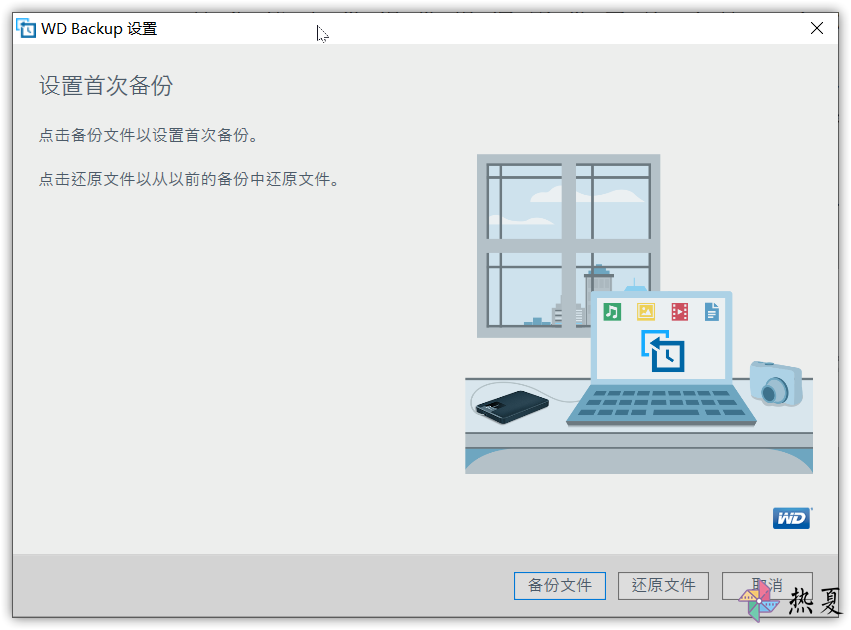 WD Backup 设置
设置首次备份
点击备份文件以设置首次备份。
点击还原文件以从以前的备份中还原文件。
WD
备份文件
还原文件
取消
热夏